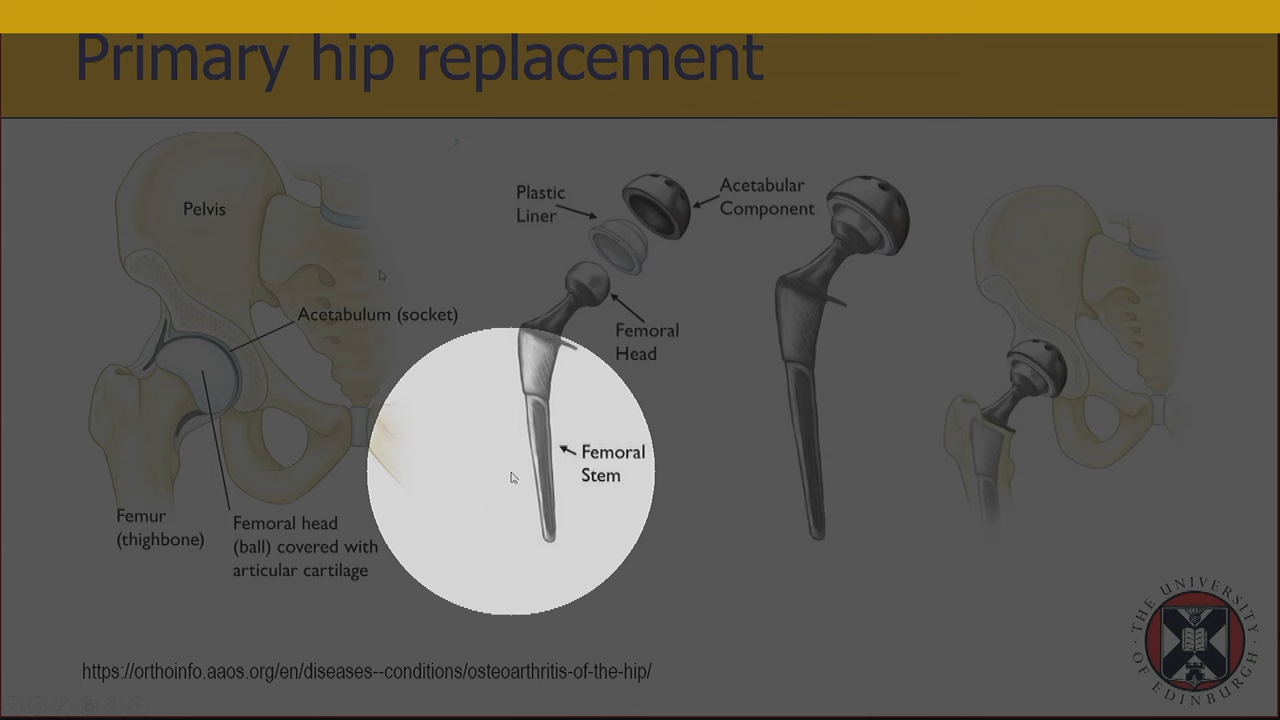 Primary hip replacement
Pelvis
Acetabulum (socket)
Femur
(thighbone)
Femoral head
(ball) covered with
articular cartilage
Plastic
Liner
Acetabular
Component
Femoral
Head
Femoral
Stem
https://orthoinfo.aaos.org/en/diseases--conditions/osteoarthritis-of-the-hip/
THE UNIVERSITY
OF EDINBURGH